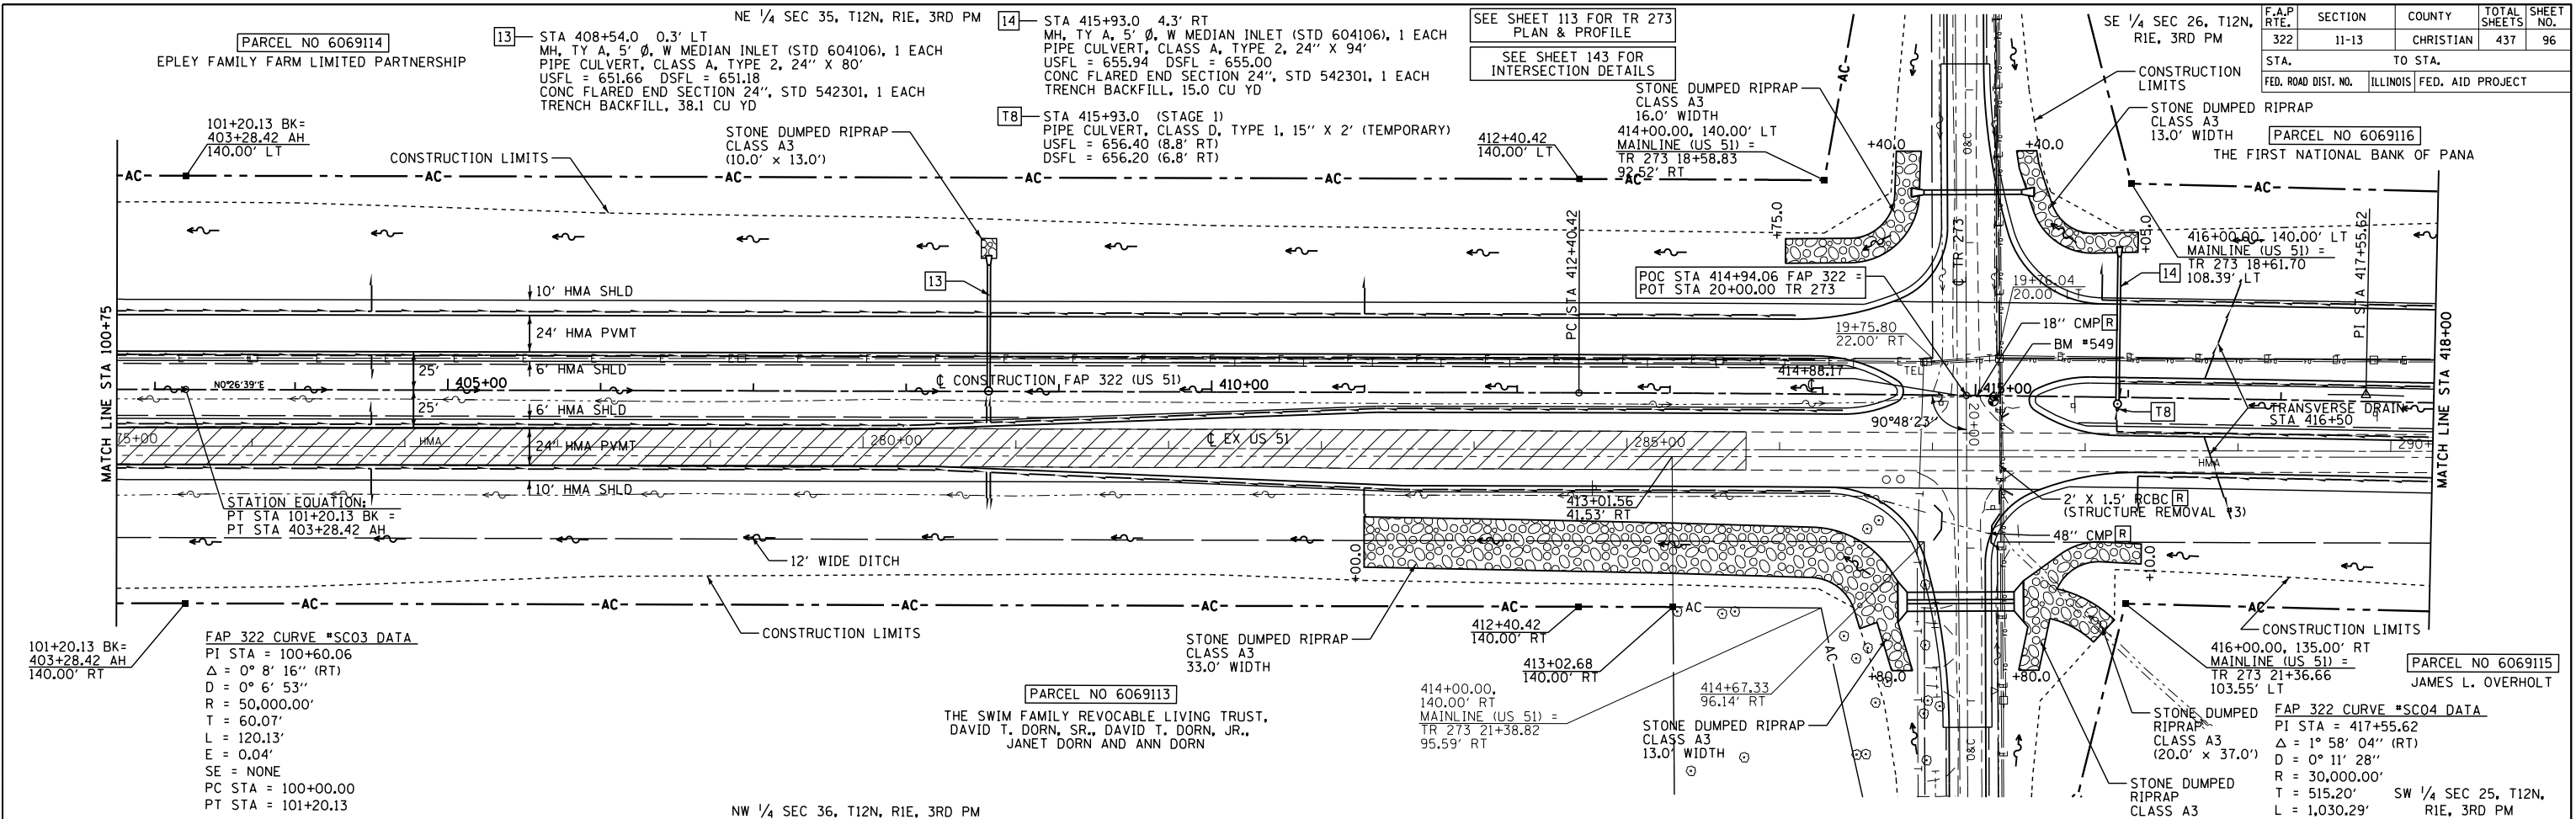 NE 1/4 SEC 35, T12N, R1E, 3RD PM
PARCEL NO 6069114
EPLEY FAMILY FARM LIMITED PARTNERSHIP
13
STA 408+54.0 0.3' LT
MH, TY A, 5' Ø, W MEDIAN INLET (STD 604106), 1 EACH
PIPE CULVERT, CLASS A, TYPE 2, 24'' X 80'
USFL = 651.66 DSFL = 651.18
CONC FLARED END SECTION 24'', STD 542301, 1 EACH
TRENCH BACKFILL, 38.1 CU YD
14
STA 415+93.0 4.3' RT
MH, TY A, 5' Ø, W MEDIAN INLET (STD 604106), 1 EACH
PIPE CULVERT, CLASS A, TYPE 2, 24'' X 94'
USFL = 655.94 DSFL = 655.00
CONC FLARED END SECTION 24'', STD 542301, 1 EACH
TRENCH BACKFILL, 15.0 CU YD
T8
STA 415+93.0 (STAGE 1)
PIPE CULVERT, CLASS D, TYPE 1, 15'' X 2' (TEMPORARY)
USFL = 656.40 (8.8' RT)
DSFL = 656.20 (6.8' RT)
SEE SHEET 113 FOR TR 273
PLAN & PROFILE
SEE SHEET 143 FOR
INTERSECTION DETAILS
SE 1/4 SEC 26, T12N,
R1E, 3RD PM
F.A.P RTE.
SECTION
COUNTY
TOTAL SHEETS
SHEET NO.
322
11-13
CHRISTIAN
437
96
STA.
TO STA.
FED. ROAD DIST. NO.
ILLINOIS
FED. AID PROJECT
101+20.13 BK=
403+28.42 AH
140.00' LT
CONSTRUCTION LIMITS
STONE DUMPED RIPRAP
CLASS A3
(10.0' x 13.0')
412+40.42
140.00' LT
STONE DUMPED RIPRAP
CLASS A3
16.0' WIDTH
414+00.00, 140.00' LT
MAINLINE (US 51) =
TR 273 18+58.83
92.52' RT
CONSTRUCTION
LIMITS
STONE DUMPED RIPRAP
CLASS A3
13.0' WIDTH
PARCEL NO 6069116
THE FIRST NATIONAL BANK OF PANA
AC
AC
AC
AC
AC
AC
AC
AC
+40.0
+40.0
O&C
+75.0
+05.0
PC STA 412+40.42
PI STA 417+55.62
℄ TR 273
416+00.00, 140.00' LT
MAINLINE (US 51) =
TR 273 18+61.70
108.39' LT
POC STA 414+94.06 FAP 322 =
POT STA 20+00.00 TR 273
13
14
19+76.04
20.00' LT
19+75.80
22.00' RT
18'' CMP R
BM #549
10' HMA SHLD
24' HMA PVMT
6' HMA SHLD
25'
25'
MATCH LINE STA 100+75
MATCH LINE STA 418+00
N0°26'39"E
405+00
℄ CONSTRUCTION FAP 322 (US 51)
410+00
414+88.17
℄
TEL
415+00
T8
TRANSVERSE DRAIN
STA 416+50
6' HMA SHLD
75+00
HMA
24' HMA PVMT
280+00
℄ EX US 51
285+00
90°48'23"
20+00
HMA
290+
10' HMA SHLD
STATION EQUATION:
PT STA 101+20.13 BK =
PT STA 403+28.42 AH
413+01.56
41.53' RT
2' X 1.5' RCBC R
(STRUCTURE REMOVAL #3)
48'' CMP R
12' WIDE DITCH
+00.0
+10.0
AC
AC
AC
AC
AC
AC
AC
AC
101+20.13 BK=
403+28.42 AH
140.00' RT
CONSTRUCTION LIMITS
STONE DUMPED RIPRAP
CLASS A3
33.0' WIDTH
412+40.42
140.00' RT
413+02.68
140.00' RT
CONSTRUCTION LIMITS
FAP 322 CURVE #SC03 DATA
PI STA = 100+60.06
Δ = 0° 8' 16'' (RT)
D = 0° 6' 53''
R = 50,000.00'
T = 60.07'
L = 120.13'
E = 0.04'
SE = NONE
PC STA = 100+00.00
PT STA = 101+20.13
PARCEL NO 6069113
THE SWIM FAMILY REVOCABLE LIVING TRUST,
DAVID T. DORN, SR., DAVID T. DORN, JR.,
JANET DORN AND ANN DORN
414+00.00,
140.00' RT
MAINLINE (US 51) =
TR 273 21+38.82
95.59' RT
414+67.33
96.14' RT
STONE DUMPED RIPRAP
CLASS A3
13.0' WIDTH
+80.0
+80.0
O&C
416+00.00, 135.00' RT
MAINLINE (US 51) =
TR 273 21+36.66
103.55' LT
PARCEL NO 6069115
JAMES L. OVERHOLT
STONE DUMPED
RIPRAP
CLASS A3
(20.0' x 37.0')
STONE DUMPED
RIPRAP
CLASS A3
FAP 322 CURVE #SC04 DATA
PI STA = 417+55.62
Δ = 1° 58' 04'' (RT)
D = 0° 11' 28''
R = 30,000.00'
T = 515.20'
L = 1,030.29'
SW 1/4 SEC 25, T12N,
R1E, 3RD PM
NW 1/4 SEC 36, T12N, R1E, 3RD PM